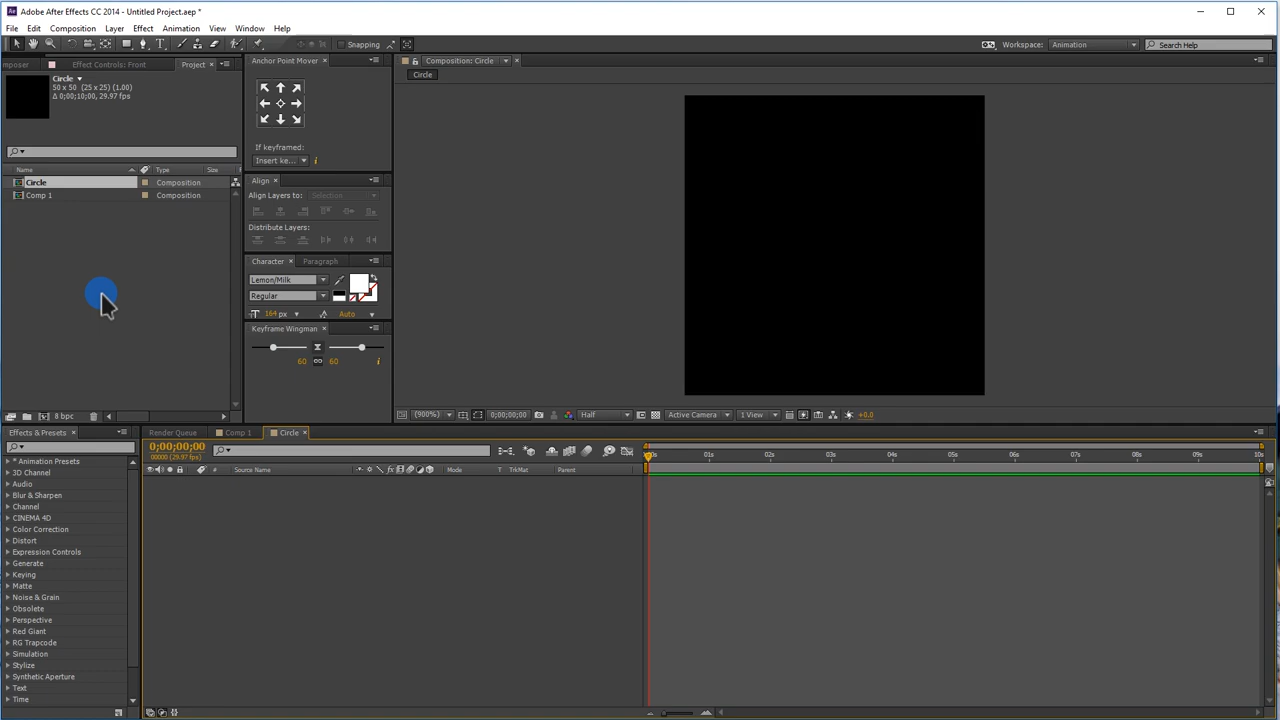 Adobe After Effects CC 2014 - Untitled Project.aep *
File Edit Composition Layer Effect Animation View Window Help
Snapping
Workspace: Animation
Search Help
mposer Effect Controls: Front Project
Circle
50 x 50 (25 x 25) (1.00)
Δ 0;00;10;00, 29.97 fps
Name Type Size
Circle Composition
Comp 1 Composition
8 bpc
Anchor Point Mover
If keyframed:
Insert ke...
Align
Align Layers to: Selection
Distribute Layers:
Character Paragraph
Lemon/Milk
Regular
164 px Auto
Keyframe Wingman
60 60
Composition: Circle
Circle
(900%) 0;00;00;00 Half Active Camera 1 View +0.0
Effects & Presets
* Animation Presets
3D Channel
Audio
Blur & Sharpen
Channel
CINEMA 4D
Color Correction
Distort
Expression Controls
Generate
Keying
Matte
Noise & Grain
Obsolete
Perspective
Red Giant
RG Trapcode
Simulation
Stylize
Synthetic Aperture
Text
Time
Render Queue Comp 1 Circle
0;00;00;00
00000 (29.97 fps)
# Source Name Mode T TrkMat Parent
01s 02s 03s 04s 05s 06s 07s 08s 09s 10s